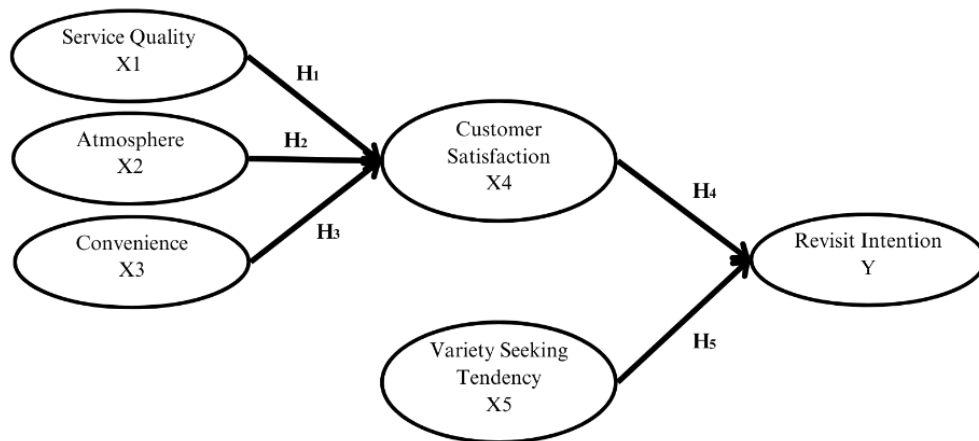 Service Quality
X1
H1
Atmosphere
X2
H2
Convenience
X3
H3
Customer
Satisfaction
X4
H4
Revisit Intention
Y
Variety Seeking
Tendency
X5
H5